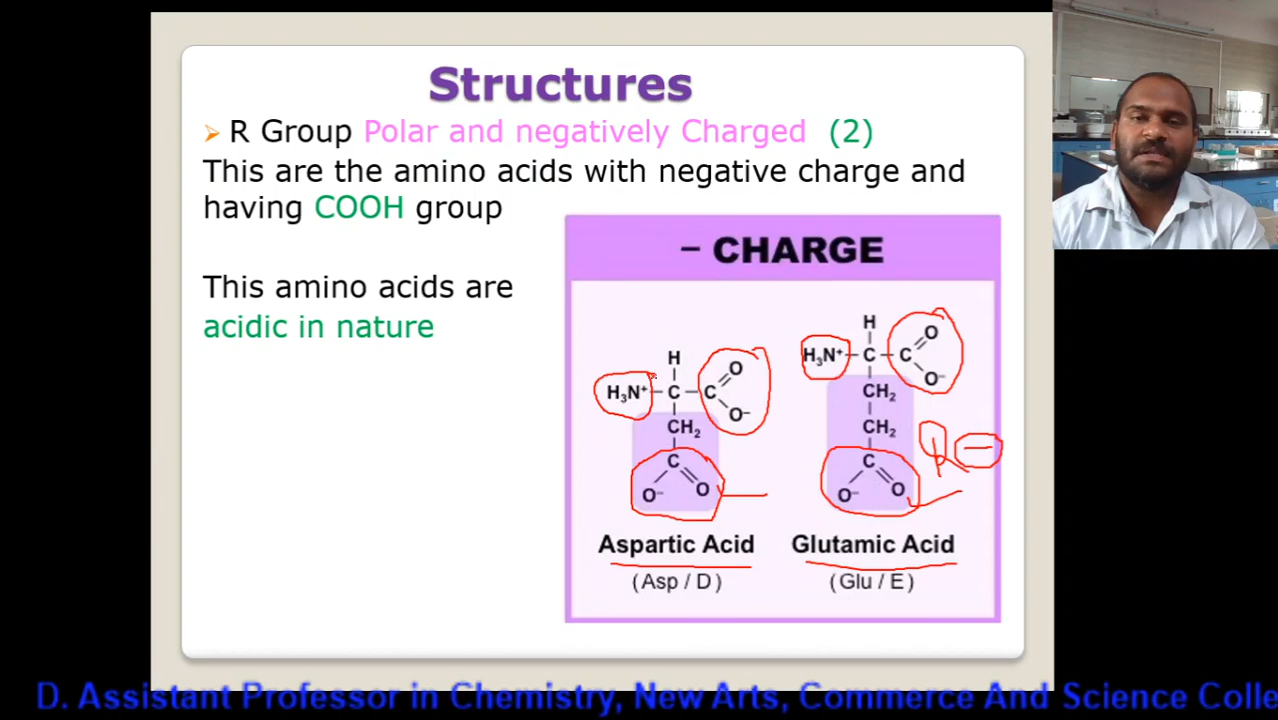 Structures
R Group Polar and negatively Charged (2)
This are the amino acids with negative charge and
having COOH group
This amino acids are
acidic in nature
− CHARGE
H
H₃N⁺ C C O O⁻
CH₂
C
O⁻ O
Aspartic Acid
(Asp / D)
H
H₃N⁺ C C O O⁻
CH₂
CH₂
C
O⁻ O
R −
Glutamic Acid
(Glu / E)
D. Assistant Professor in Chemistry, New Arts, Commerce And Science Colle